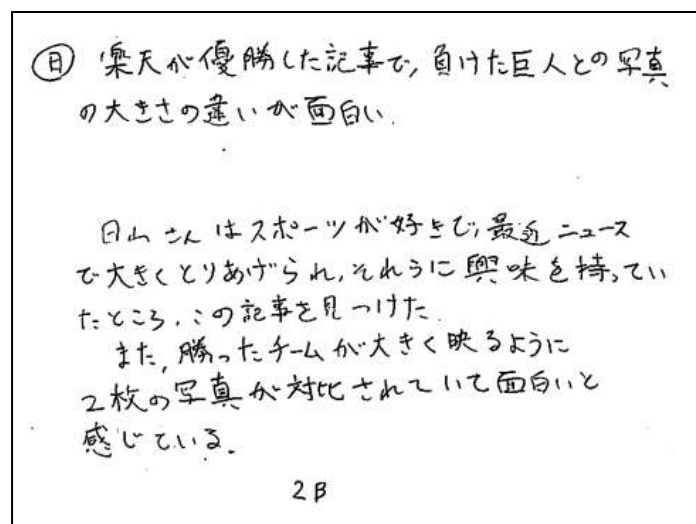 ㊐ 楽天が優勝した記事で, 負けた巨人との写真
の大きさの違いが面白い.
日山さんはスポーツが好きで, 最近ニュース
で大きくとりあげられ, それらに興味を持ってい
たところ, この記事を見つけた.
また, 勝ったチームが大きく映るように
2枚の写真が対比されていて面白いと
感じている.
2B